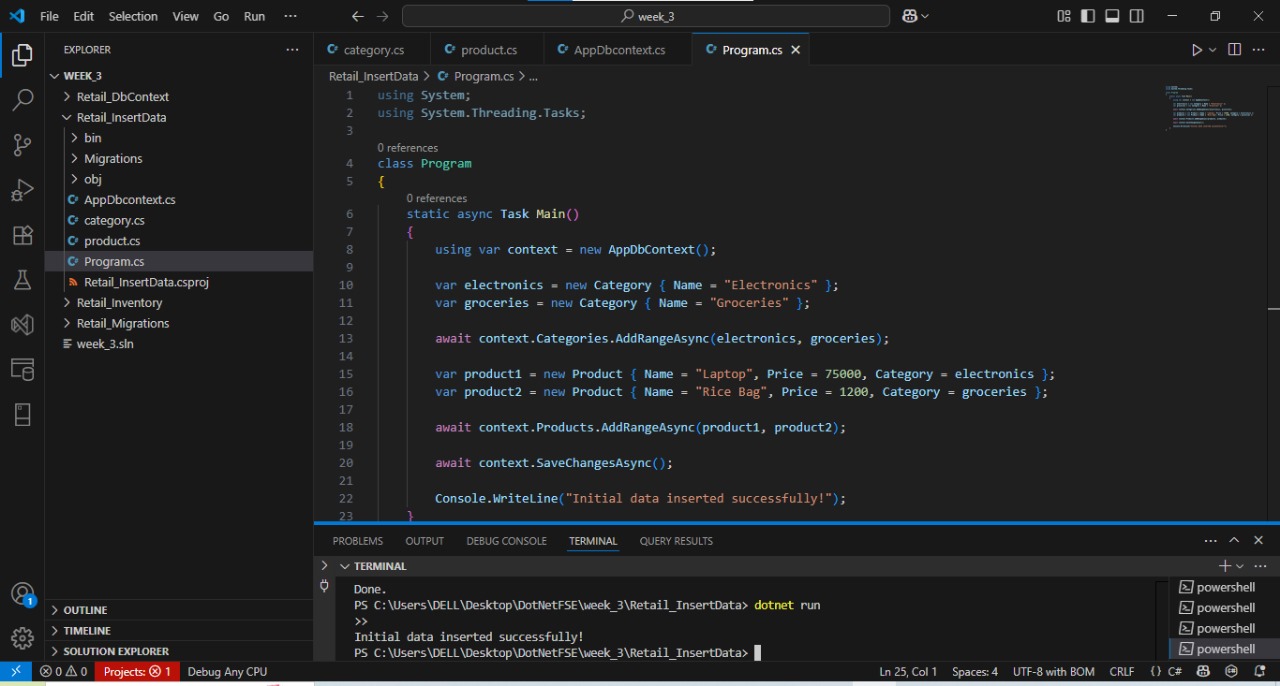 File Edit Selection View Go Run ···
week_3
EXPLORER ···
WEEK_3
Retail_DbContext
Retail_InsertData
bin
Migrations
obj
AppDbcontext.cs
category.cs
product.cs
Program.cs
Retail_InsertData.csproj
Retail_Inventory
Retail_Migrations
week_3.sln
OUTLINE
TIMELINE
SOLUTION EXPLORER
category.cs product.cs AppDbcontext.cs Program.cs
Retail_InsertData > Program.cs > ...
1 using System;
2 using System.Threading.Tasks;
3
0 references
4 class Program
5 {
0 references
6 static async Task Main()
7 {
8 using var context = new AppDbContext();
9
10 var electronics = new Category { Name = "Electronics" };
11 var groceries = new Category { Name = "Groceries" };
12
13 await context.Categories.AddRangeAsync(electronics, groceries);
14
15 var product1 = new Product { Name = "Laptop", Price = 75000, Category = electronics };
16 var product2 = new Product { Name = "Rice Bag", Price = 1200, Category = groceries };
17
18 await context.Products.AddRangeAsync(product1, product2);
19
20 await context.SaveChangesAsync();
21
22 Console.WriteLine("Initial data inserted successfully!");
23 }
PROBLEMS OUTPUT DEBUG CONSOLE TERMINAL QUERY RESULTS
TERMINAL
Done.
PS C:\Users\DELL\Desktop\DotNetFSE\week_3\Retail_InsertData> dotnet run
>>
Initial data inserted successfully!
PS C:\Users\DELL\Desktop\DotNetFSE\week_3\Retail_InsertData>
powershell
powershell
powershell
powershell
1
0 0 Projects: 1 Debug Any CPU Ln 25, Col 1 Spaces: 4 UTF-8 with BOM CRLF {} C#